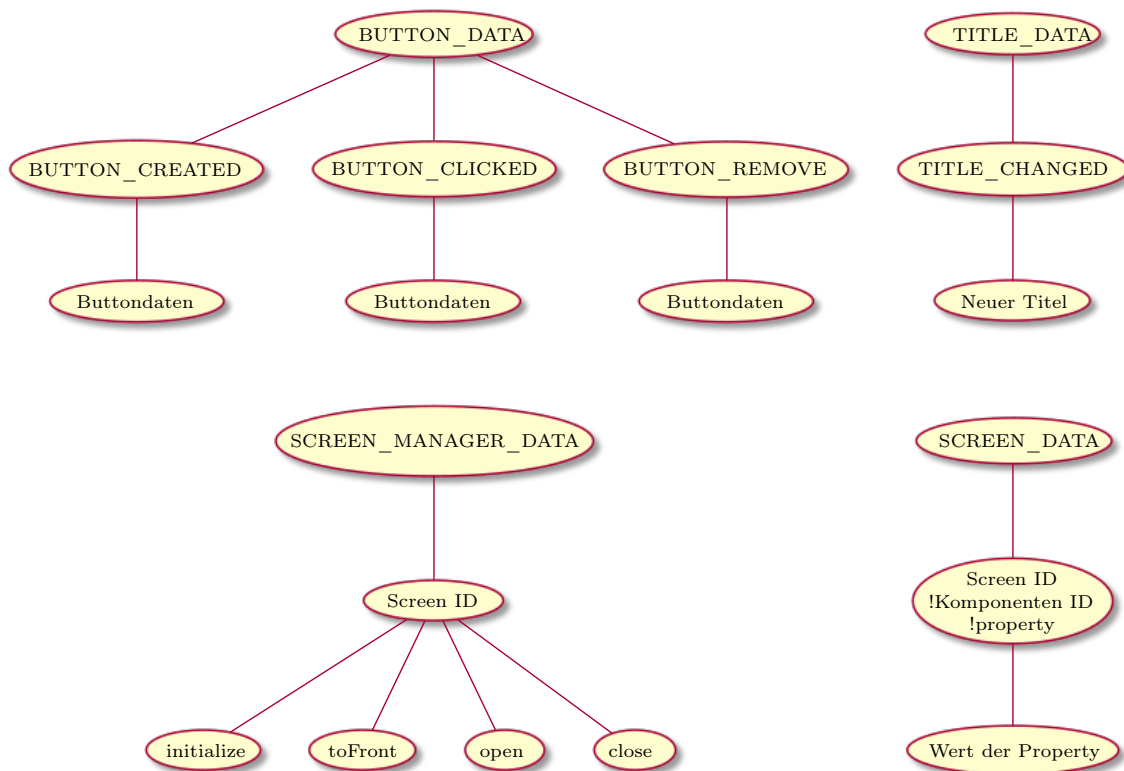 BUTTON_DATA
TITLE_DATA
BUTTON_CREATED
BUTTON_CLICKED
BUTTON_REMOVE
TITLE_CHANGED
Buttondaten
Buttondaten
Buttondaten
Neuer Titel
SCREEN_MANAGER_DATA
SCREEN_DATA
Screen ID
Screen ID
!Komponenten ID
!property
initialize
toFront
open
close
Wert der Property